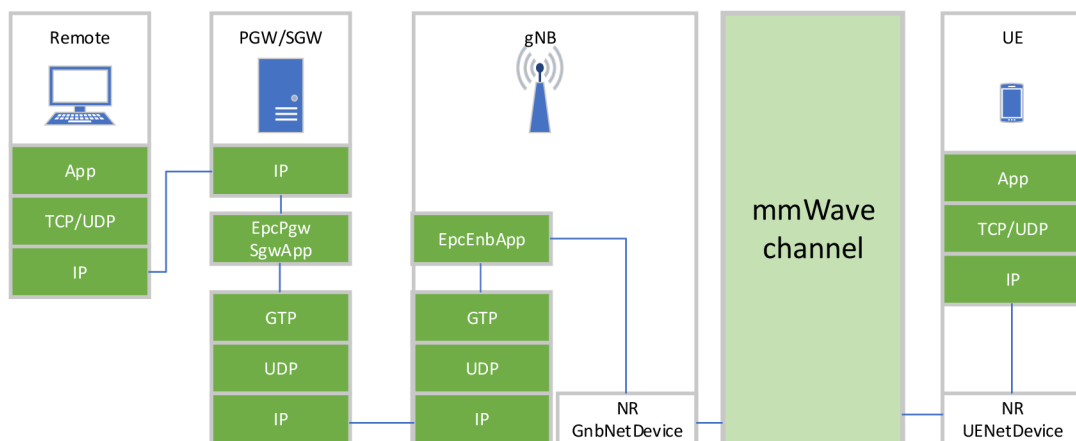 Remote
App
TCP/UDP
IP
PGW/SGW
IP
EpcPgw
SgwApp
GTP
UDP
IP
gNB
EpcEnbApp
GTP
UDP
IP
NR
GnbNetDevice
mmWave
channel
UE
App
TCP/UDP
IP
NR
UENetDevice